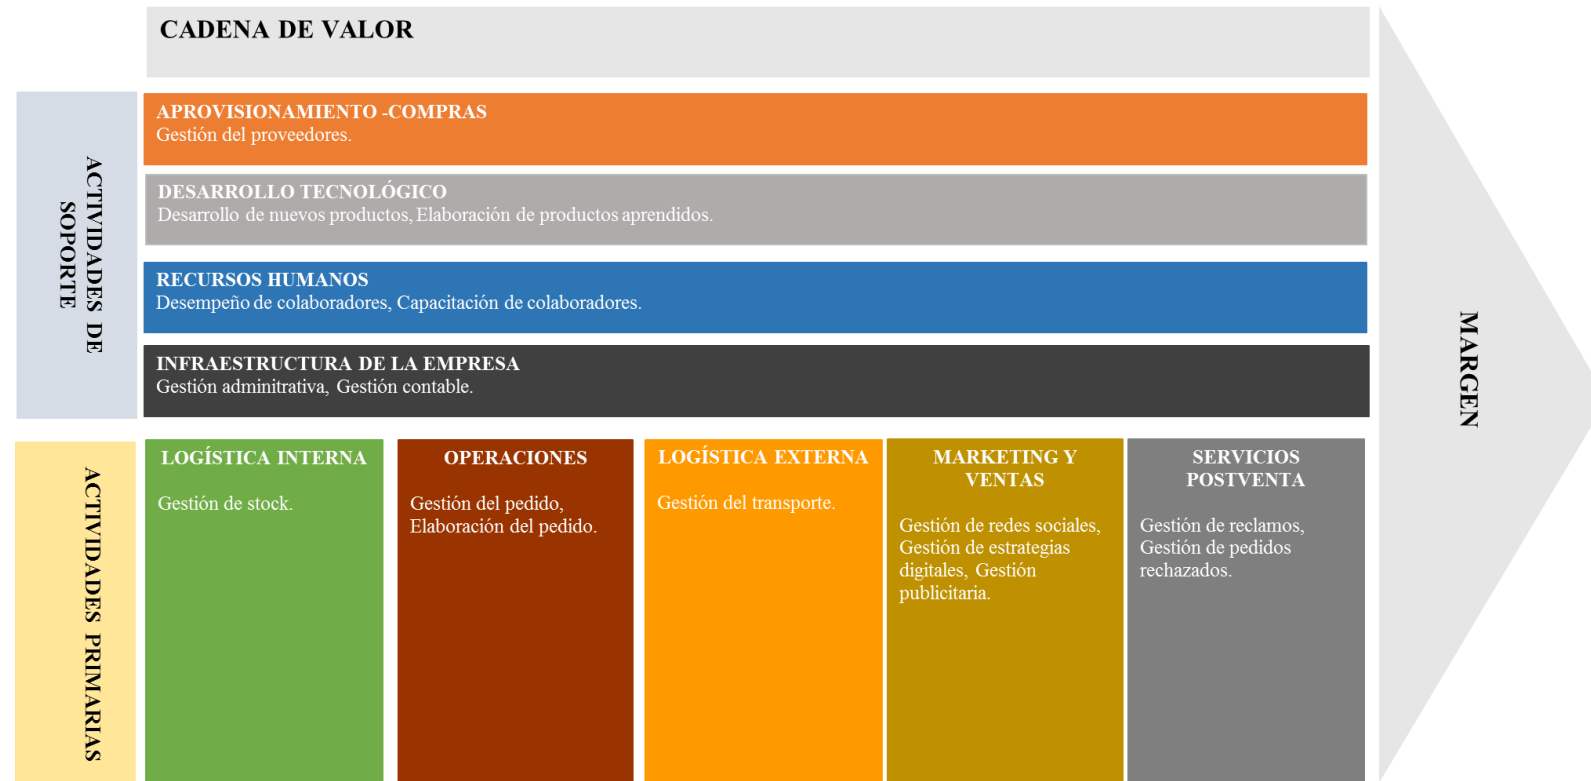 CADENA DE VALOR
ACTIVIDADES DE
SOPORTE
APROVISIONAMIENTO -COMPRAS
Gestión del proveedores.
DESARROLLO TECNOLÓGICO
Desarrollo de nuevos productos, Elaboración de productos aprendidos.
RECURSOS HUMANOS
Desempeño de colaboradores, Capacitación de colaboradores.
INFRAESTRUCTURA DE LA EMPRESA
Gestión adminitrativa, Gestión contable.
ACTIVIDADES PRIMARIAS
LOGÍSTICA INTERNA
Gestión de stock.
OPERACIONES
Gestión del pedido,
Elaboración del pedido.
LOGÍSTICA EXTERNA
Gestión del transporte.
MARKETING Y
VENTAS
Gestión de redes sociales,
Gestión de estrategias
digitales, Gestión
publicitaria.
SERVICIOS
POSTVENTA
Gestión de reclamos,
Gestión de pedidos
rechazados.
MARGEN